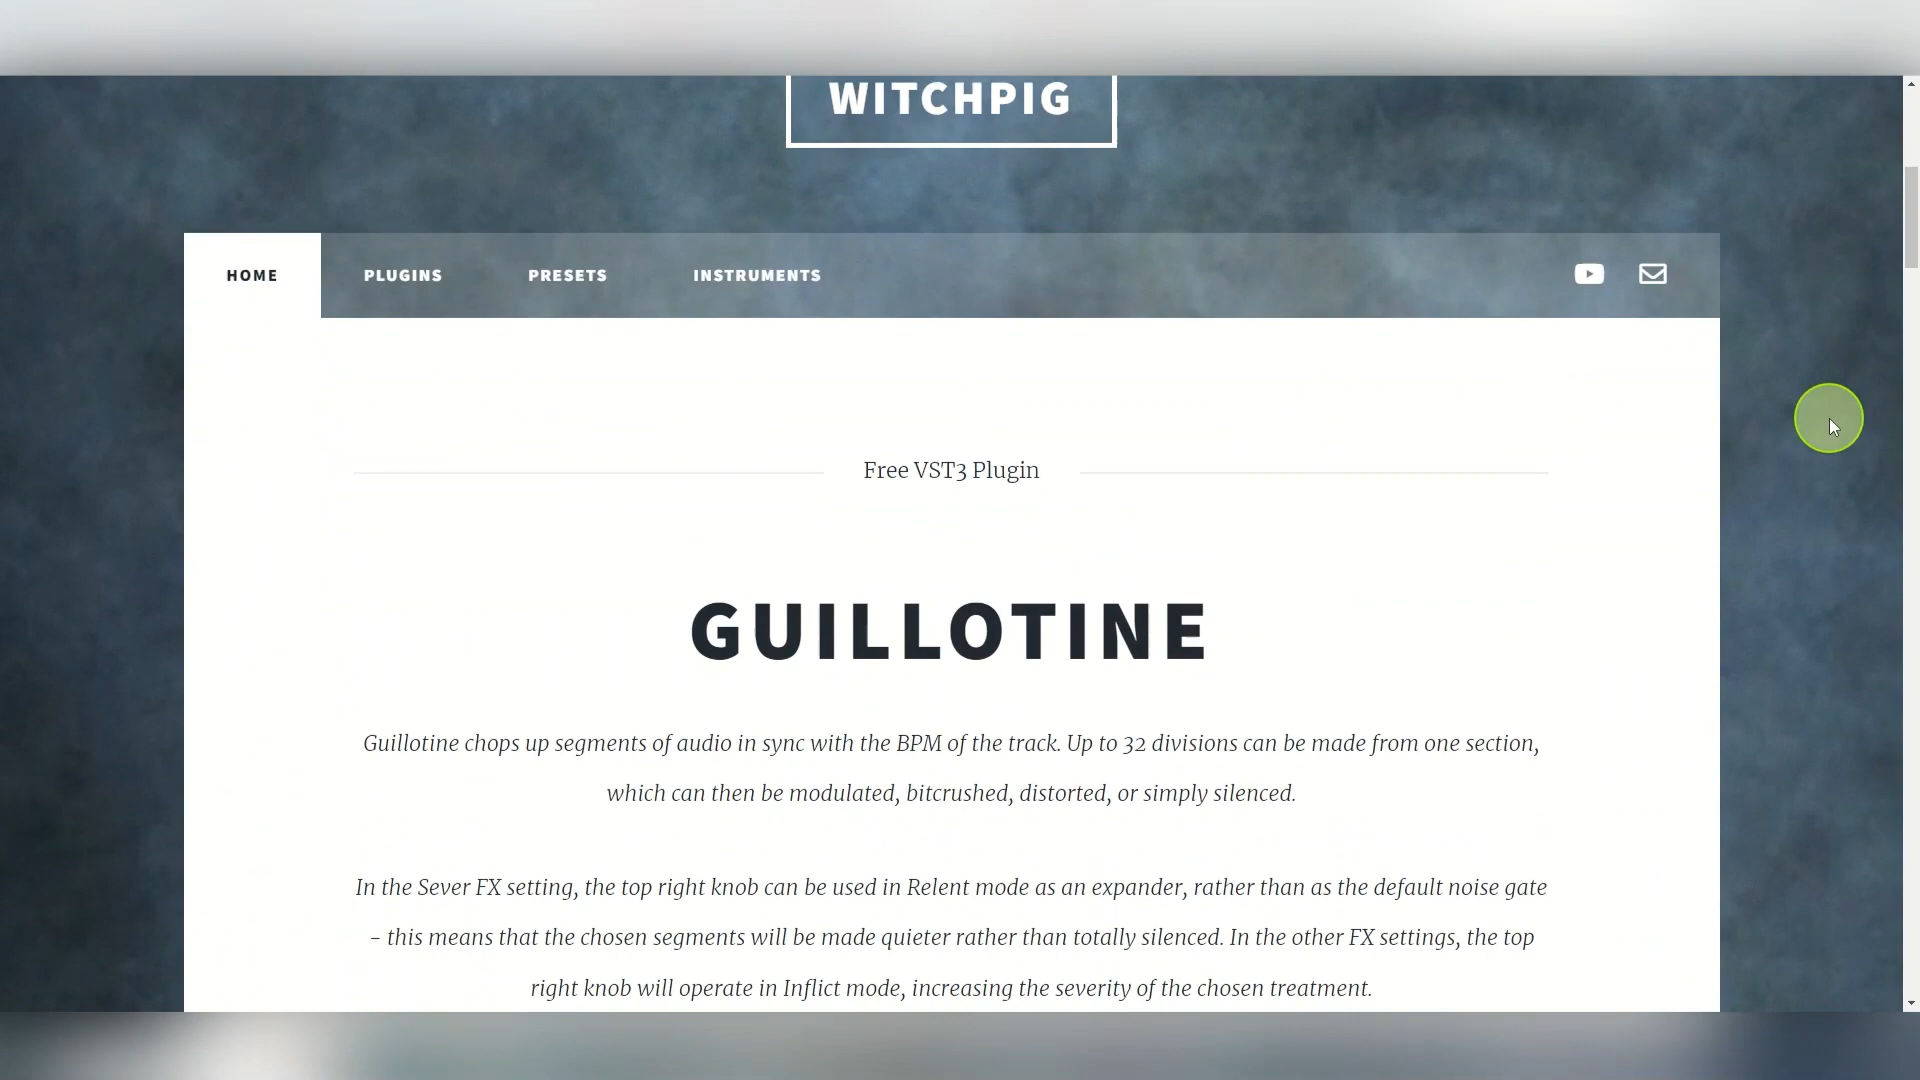 WITCHPIG
HOME PLUGINS PRESETS INSTRUMENTS
Free VST3 Plugin
GUILLOTINE
Guillotine chops up segments of audio in sync with the BPM of the track. Up to 32 divisions can be made from one section,
which can then be modulated, bitcrushed, distorted, or simply silenced.
In the Sever FX setting, the top right knob can be used in Relent mode as an expander, rather than as the default noise gate
- this means that the chosen segments will be made quieter rather than totally silenced. In the other FX settings, the top
right knob will operate in Inflict mode, increasing the severity of the chosen treatment.